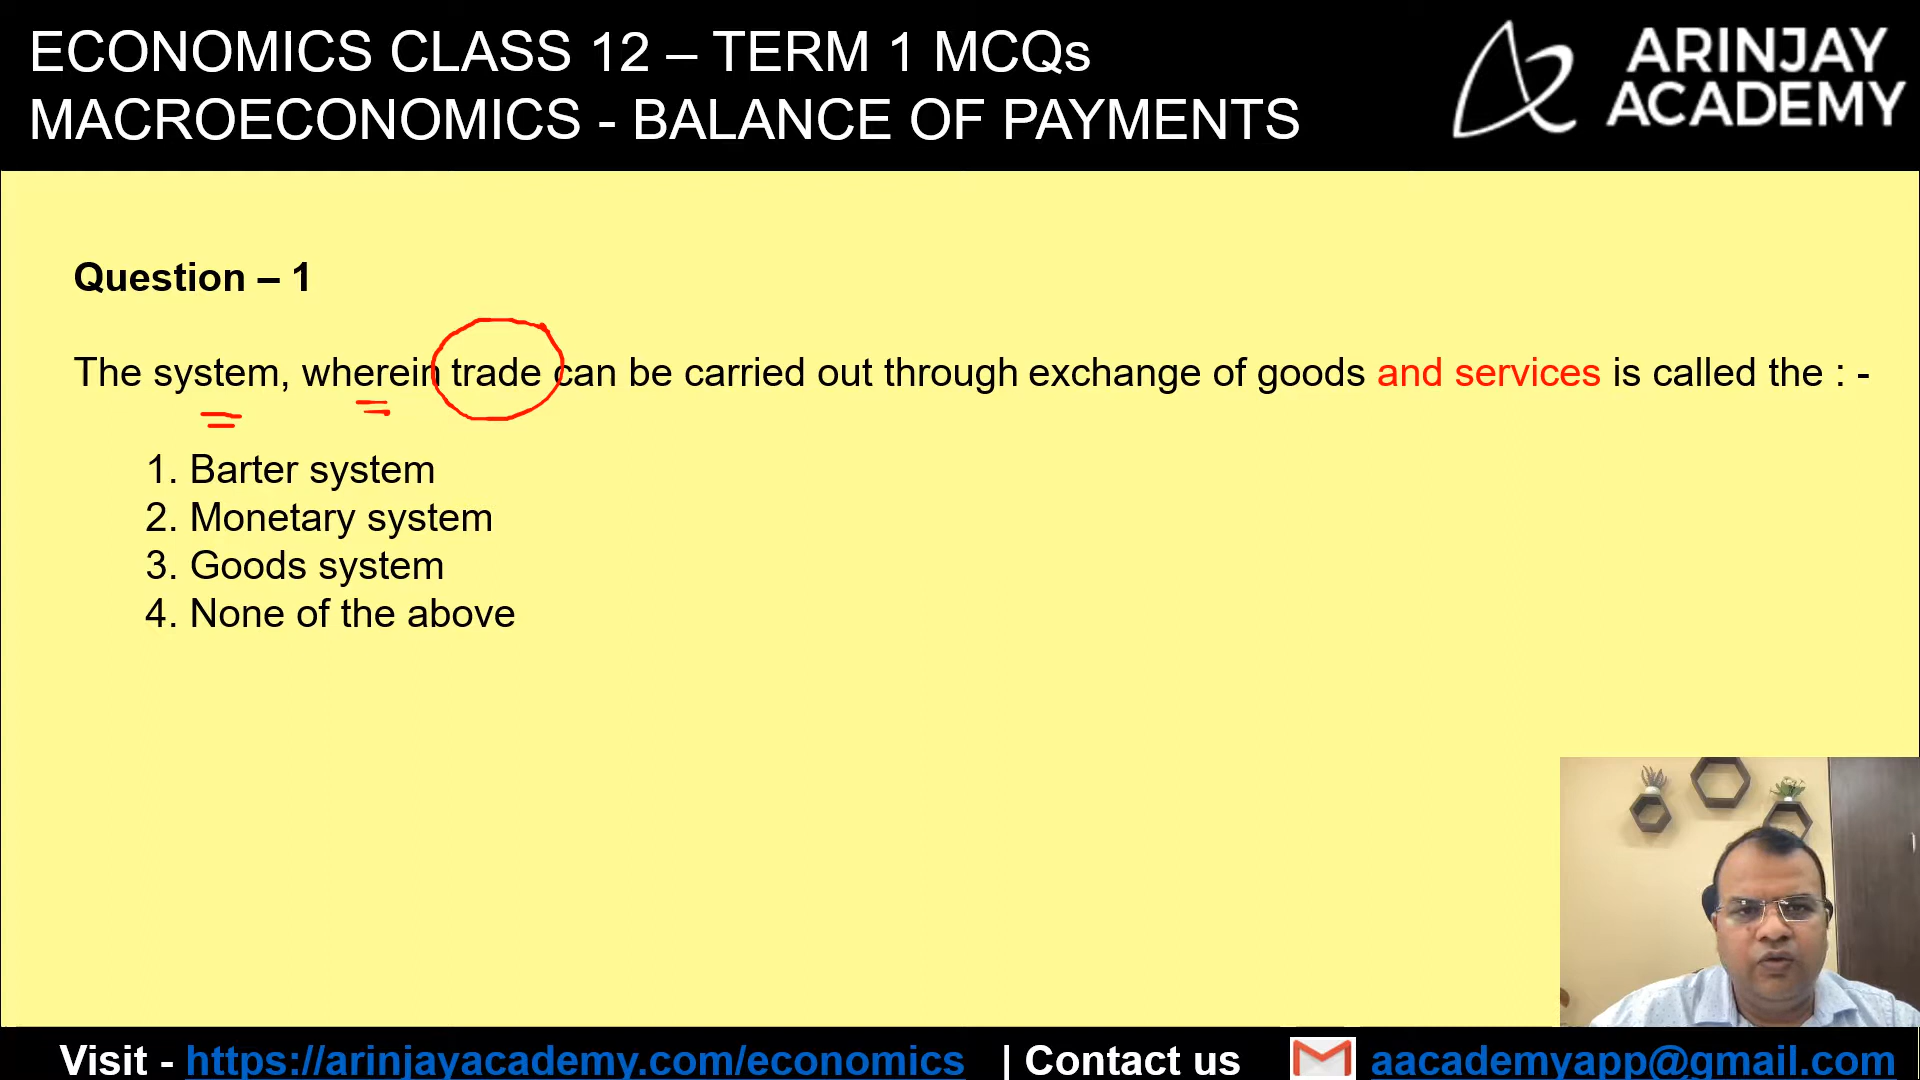 ECONOMICS CLASS 12 – TERM 1 MCQs
MACROECONOMICS - BALANCE OF PAYMENTS
ARINJAY
ACADEMY
Question – 1
The system, wherein trade can be carried out through exchange of goods and services is called the : -
1. Barter system
2. Monetary system
3. Goods system
4. None of the above
Visit - https://arinjayacademy.com/economics | Contact us aacademyapp@gmail.com